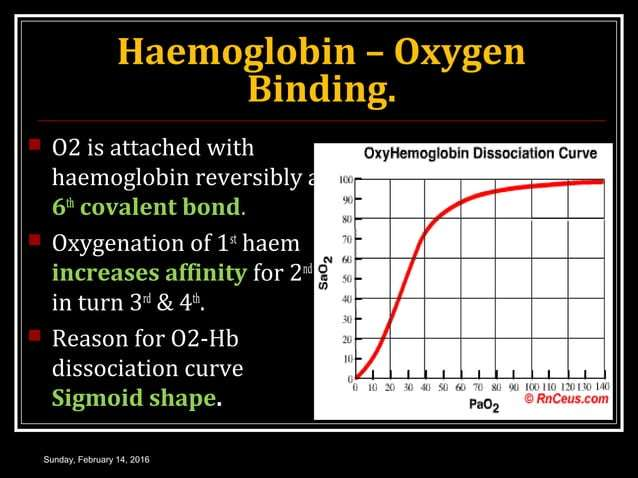 Haemoglobin – Oxygen
Binding.
O2 is attached with
haemoglobin reversibly a
6th covalent bond.
Oxygenation of 1st haem
increases affinity for 2nd
in turn 3rd & 4th.
Reason for O2-Hb
dissociation curve
Sigmoid shape.
OxyHemoglobin Dissociation Curve
SaO2
100
90
80
70
60
50
40
30
20
10
0
0 10 20 30 40 50 60 70 80 90 100 110 120 130 140
PaO2
© RnCeus.com
Sunday, February 14, 2016